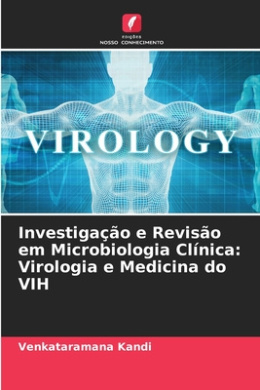 edições
NOSSO CONHECIMENTO
VIROLOGY
Investigação e Revisão
em Microbiologia Clínica:
Virologia e Medicina do
VIH
Venkataramana Kandi